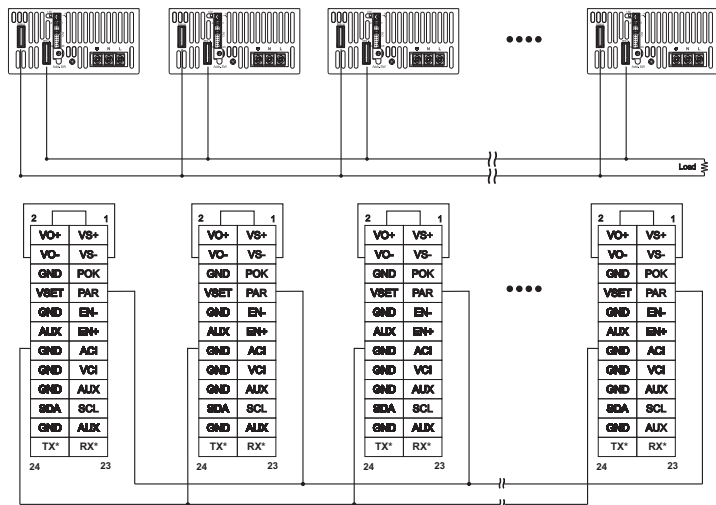 N L
N L
N L
N L
Load
2 1
VO+ VS+
VO- VS-
GND POK
VSET PAR
GND EN-
AUX EN+
GND ACI
GND VCI
GND AUX
SDA SCL
GND AUX
TX* RX*
24 23
2 1
VO+ VS+
VO- VS-
GND POK
VSET PAR
GND EN-
AUX EN+
GND ACI
GND VCI
GND AUX
SDA SCL
GND AUX
TX* RX*
24 23
2 1
VO+ VS+
VO- VS-
GND POK
VSET PAR
GND EN-
AUX EN+
GND ACI
GND VCI
GND AUX
SDA SCL
GND AUX
TX* RX*
24 23
2 1
VO+ VS+
VO- VS-
GND POK
VSET PAR
GND EN-
AUX EN+
GND ACI
GND VCI
GND AUX
SDA SCL
GND AUX
TX* RX*
24 23